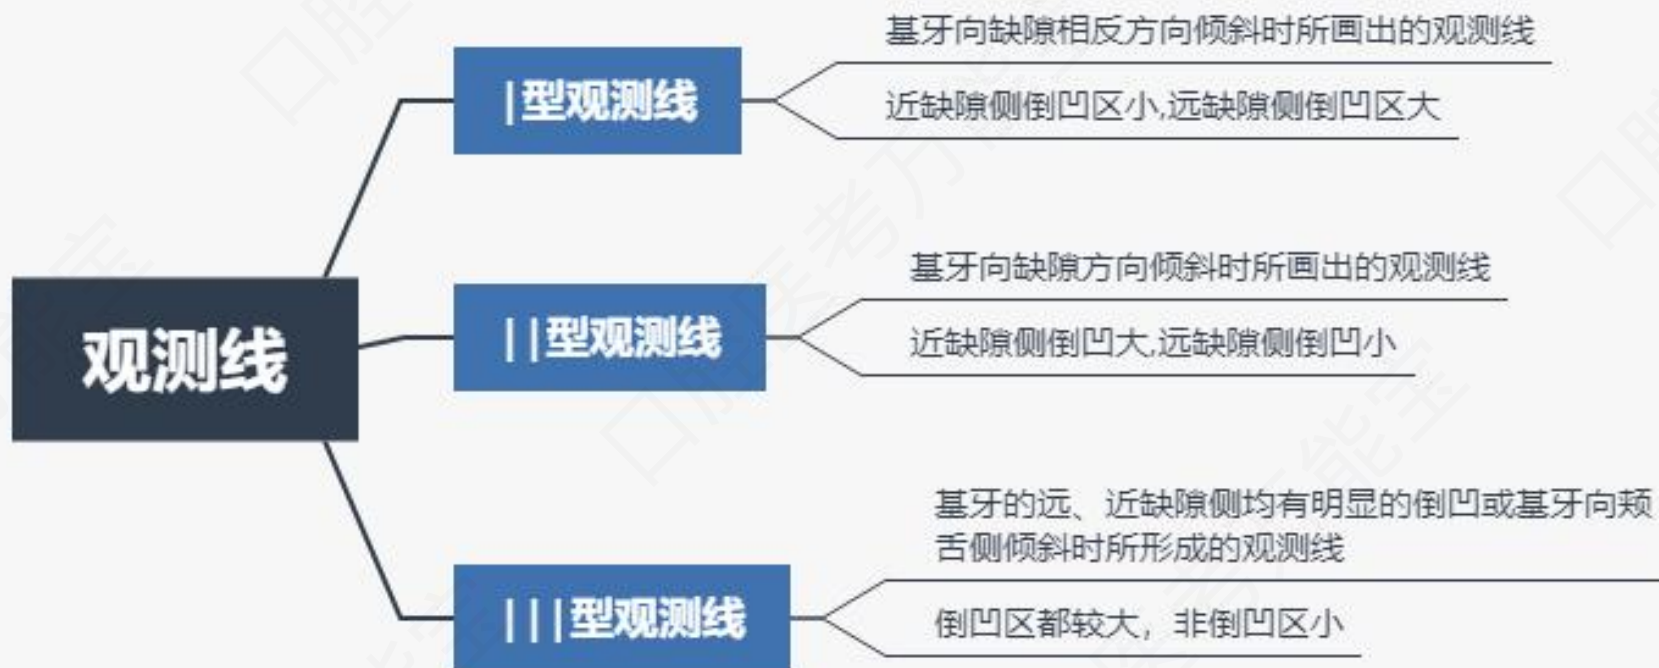 基牙向缺隙相反方向倾斜时所画出的观测线
|型观测线
近缺隙侧倒凹区小,远缺隙侧倒凹区大
基牙向缺隙方向倾斜时所画出的观测线
||型观测线
近缺隙侧倒凹大,远缺隙侧倒凹小
观测线
基牙的远、近缺隙侧均有明显的倒凹或基牙向颊
舌侧倾斜时所形成的观测线
|||型观测线
倒凹区都较大，非倒凹区小